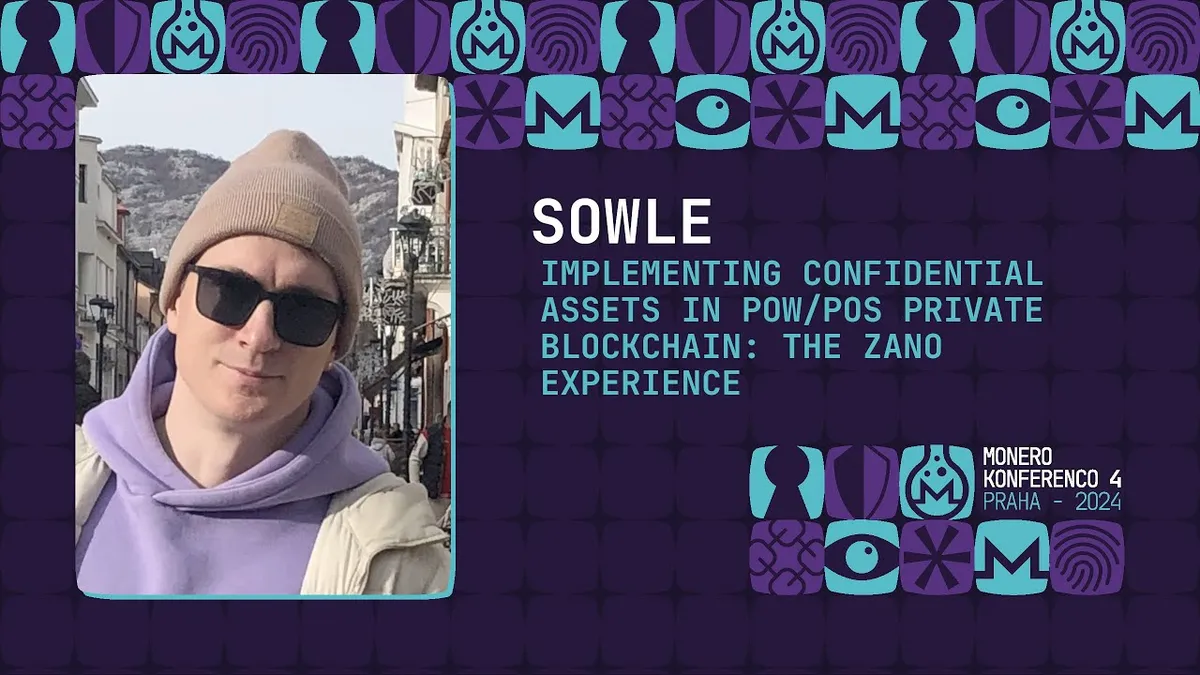 SOWLE
IMPLEMENTING CONFIDENTIAL
ASSETS IN POW/POS PRIVATE
BLOCKCHAIN: THE ZANO
EXPERIENCE
MONERO
KONFERENCO 4
PRAHA - 2024